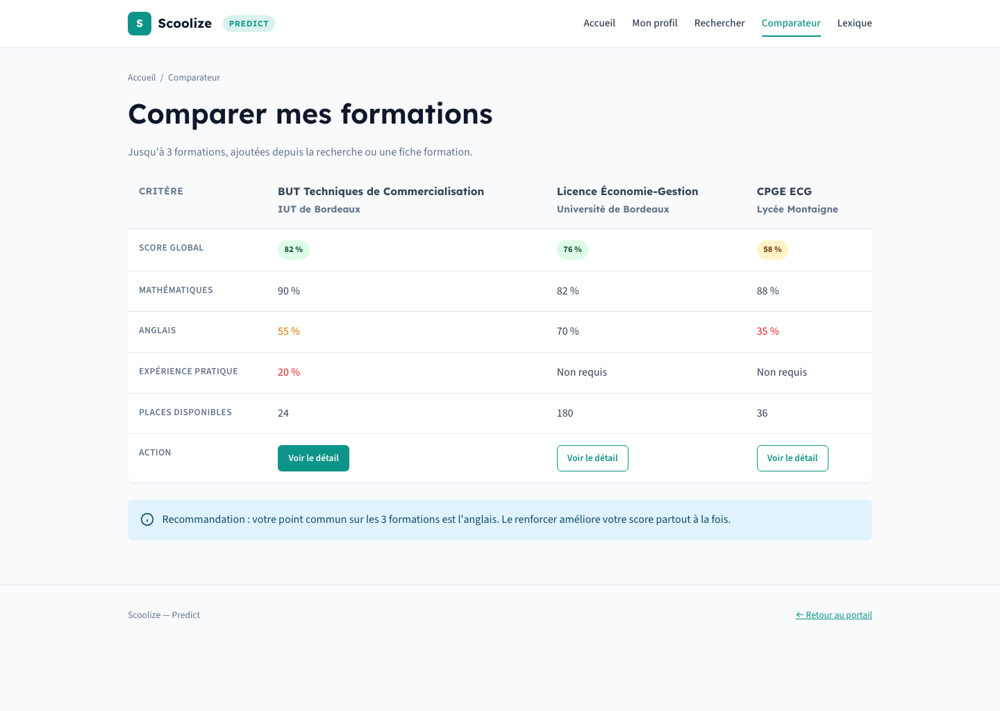 S Scoolize PREDICT Accueil Mon profil Rechercher Comparateur Lexique
Accueil / Comparateur
Comparer mes formations
Jusqu'à 3 formations, ajoutées depuis la recherche ou une fiche formation.
CRITÈRE BUT Techniques de Commercialisation Licence Économie-Gestion CPGE ECG
IUT de Bordeaux Université de Bordeaux Lycée Montaigne
SCORE GLOBAL 82 % 76 % 58 %
MATHÉMATIQUES 90 % 82 % 88 %
ANGLAIS 55 % 70 % 35 %
EXPÉRIENCE PRATIQUE 20 % Non requis Non requis
PLACES DISPONIBLES 24 180 36
ACTION Voir le détail Voir le détail Voir le détail
Recommandation : votre point commun sur les 3 formations est l'anglais. Le renforcer améliore votre score partout à la fois.
Scoolize — Predict ← Retour au portail